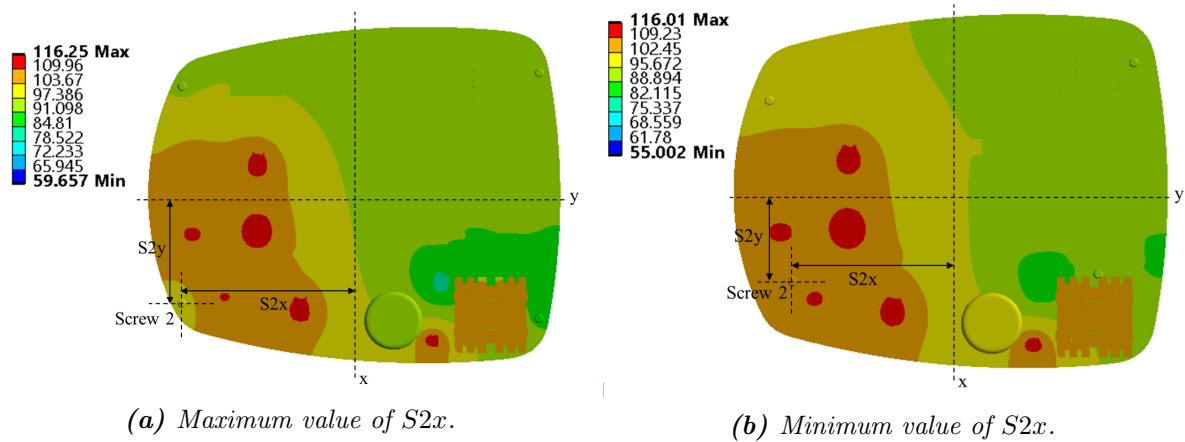 116.25 Max
109.96
103.67
97.386
91.098
84.81
78.522
72.233
65.945
59.657 Min
y
S2y
S2x
Screw 2
x
(a) Maximum value of S2x.
116.01 Max
109.23
102.45
95.672
88.894
82.115
75.337
68.559
61.78
55.002 Min
y
S2y
S2x
Screw 2
x
(b) Minimum value of S2x.